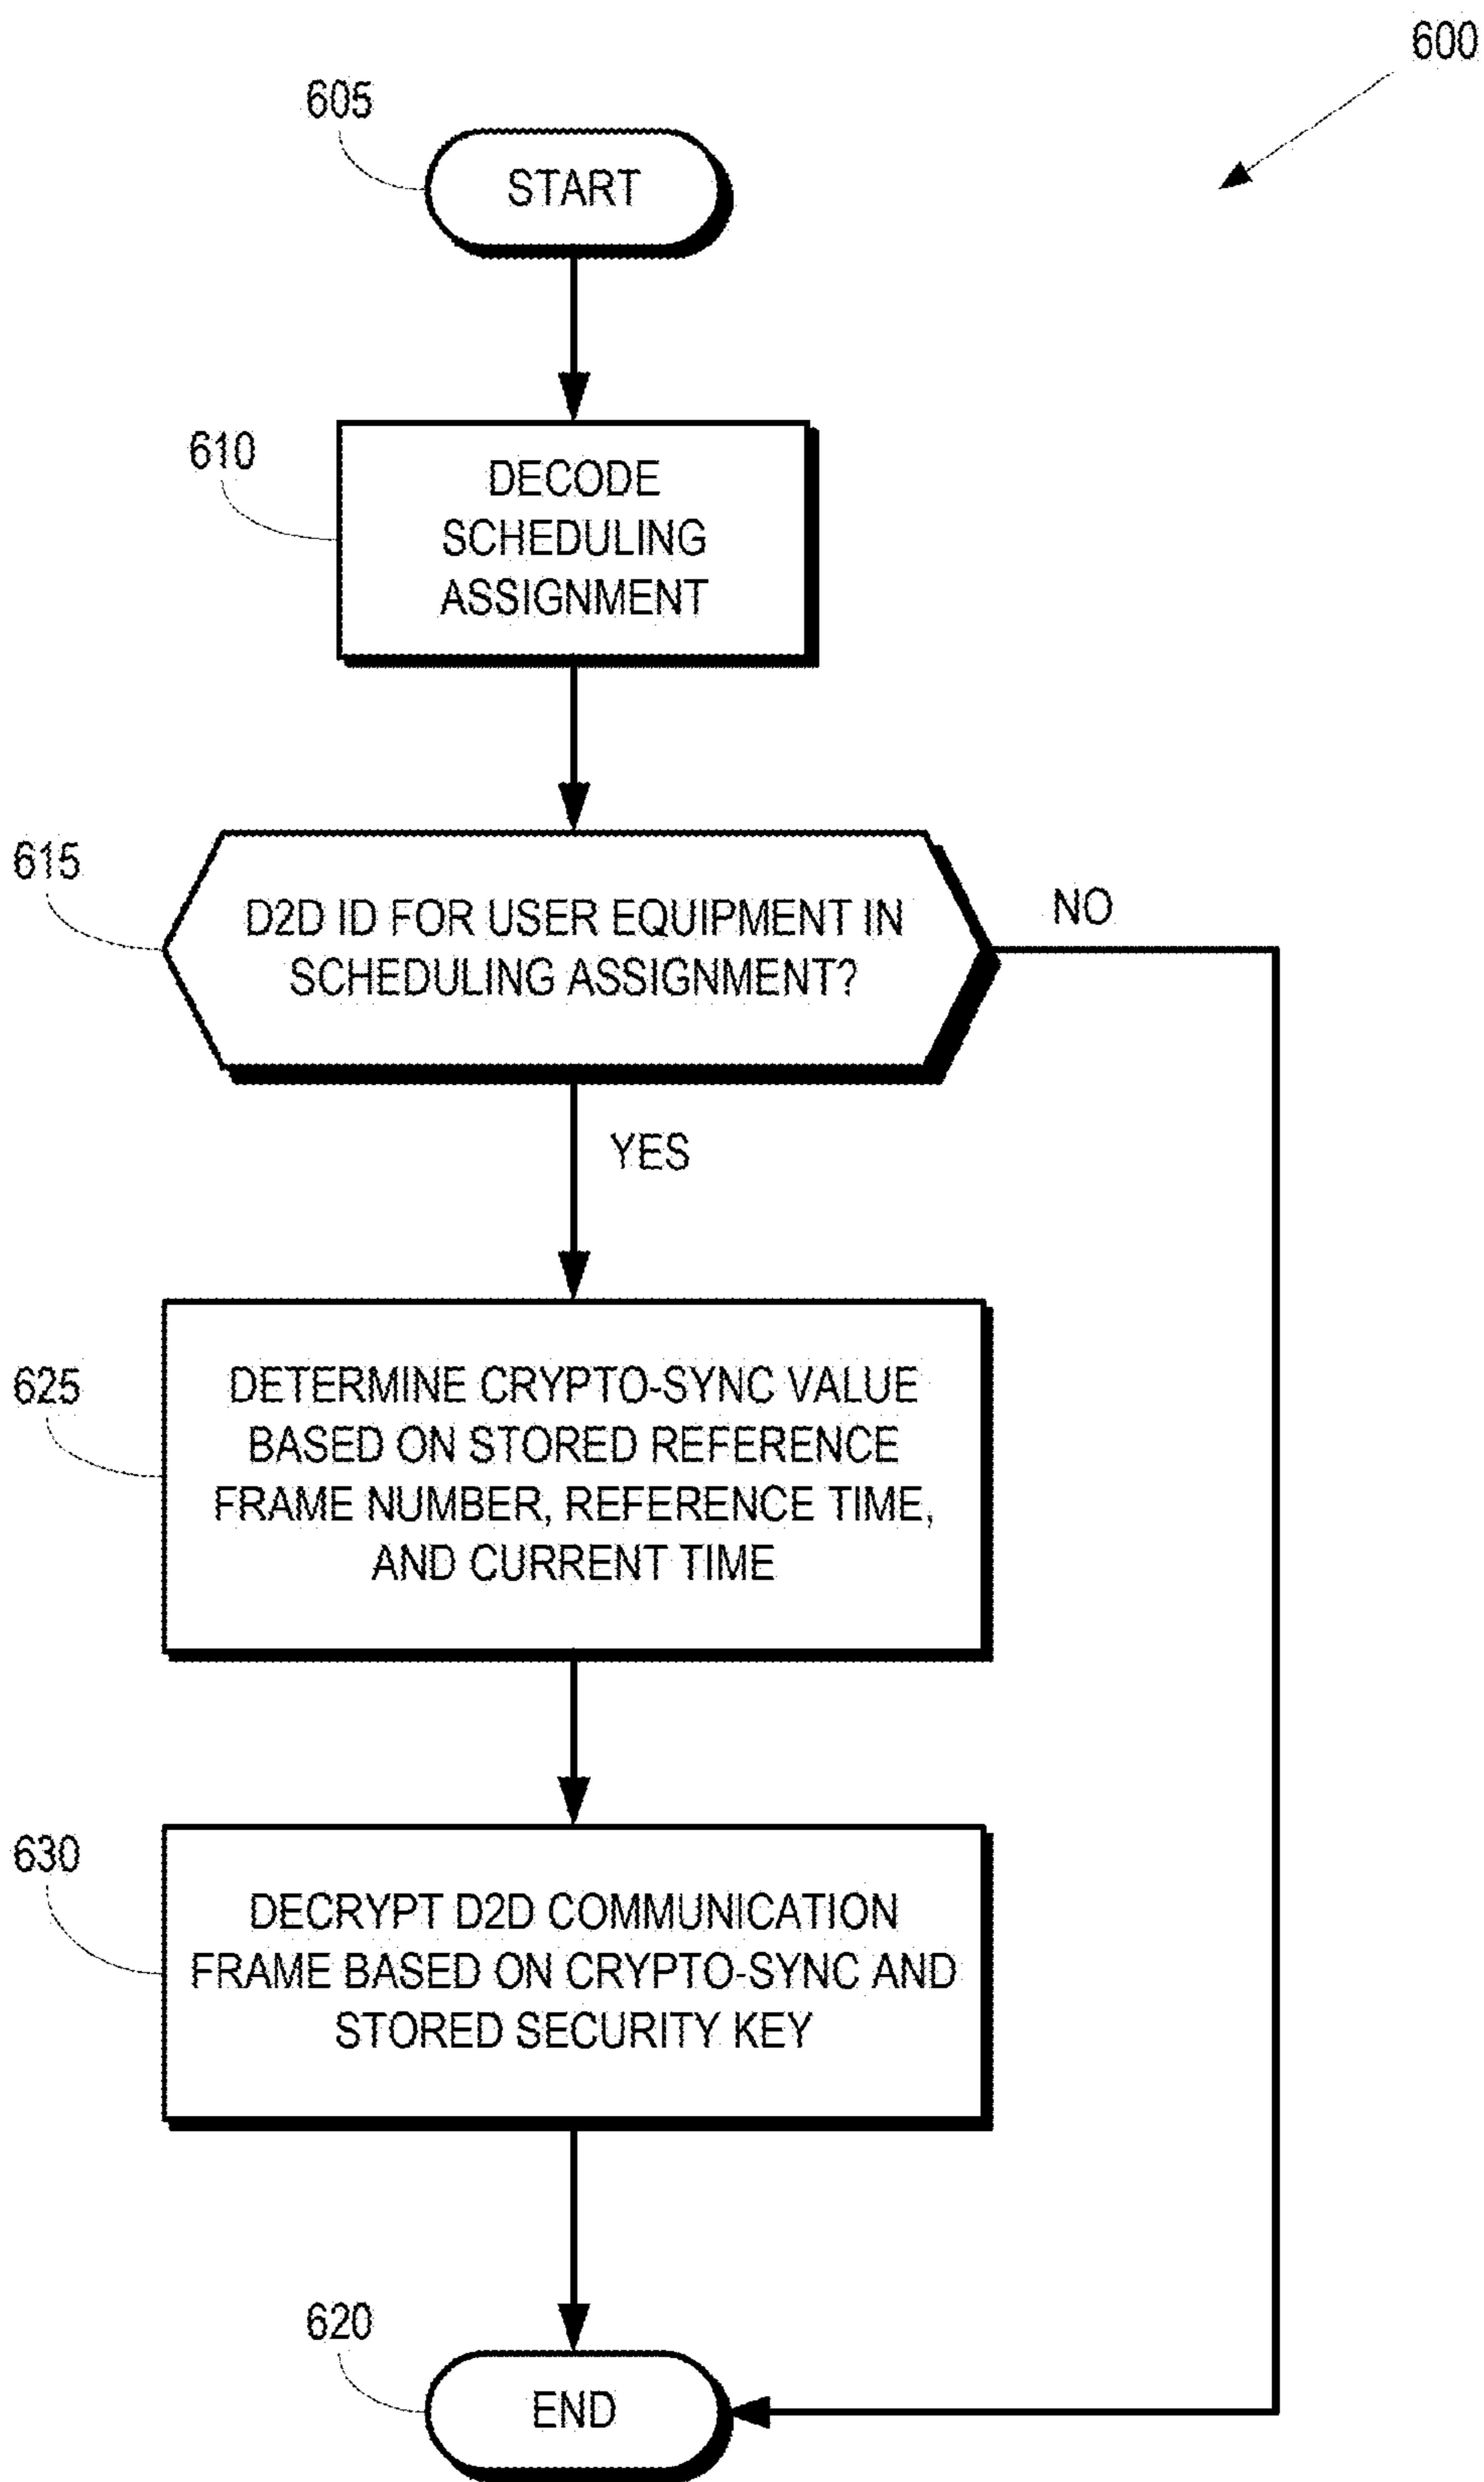 600
605
START
610
DECODE
SCHEDULING
ASSIGNMENT
615
D2D ID FOR USER EQUIPMENT IN
SCHEDULING ASSIGNMENT?
NO
YES
625
DETERMINE CRYPTO-SYNC VALUE
BASED ON STORED REFERENCE
FRAME NUMBER, REFERENCE TIME,
AND CURRENT TIME
630
DECRYPT D2D COMMUNICATION
FRAME BASED ON CRYPTO-SYNC AND
STORED SECURITY KEY
620
END